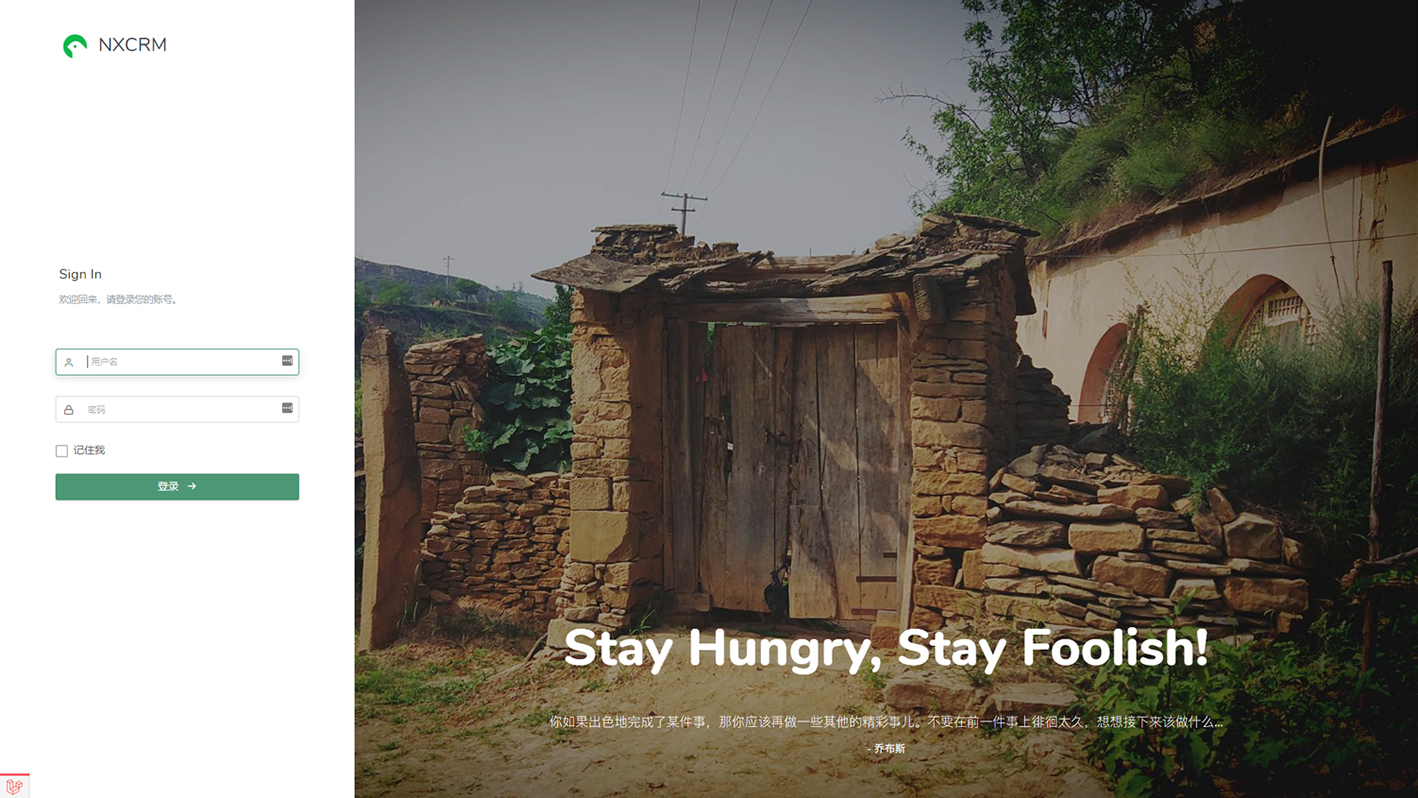 NXCRM
Sign In
欢迎回来，请登录您的账号。
用户名
密码
记住我
登录 →
Stay Hungry, Stay Foolish!
你如果出色地完成了某件事，那你应该再做一些其他的精彩事儿。不要在前一件事上徘徊太久，想想接下来该做什么...
- 乔布斯